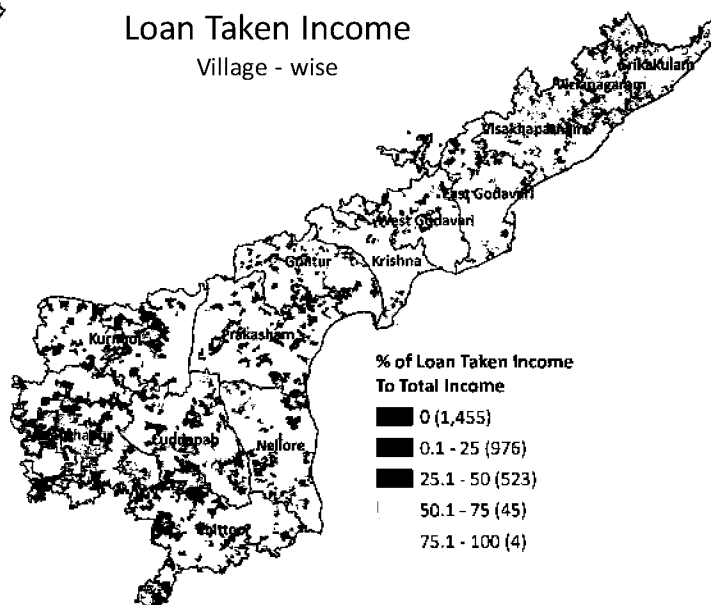 Loan Taken Income
Village - wise
Srikakulam
Vizianagaram
Visakhapatnam
East Godavari
West Godavari
Krishna
Guntur
Prakasham
Kurnool
Cuddapah
Nellore
Chittoor
% of Loan Taken Income
To Total Income
0 (1,455)
0.1 - 25 (976)
25.1 - 50 (523)
50.1 - 75 (45)
75.1 - 100 (4)